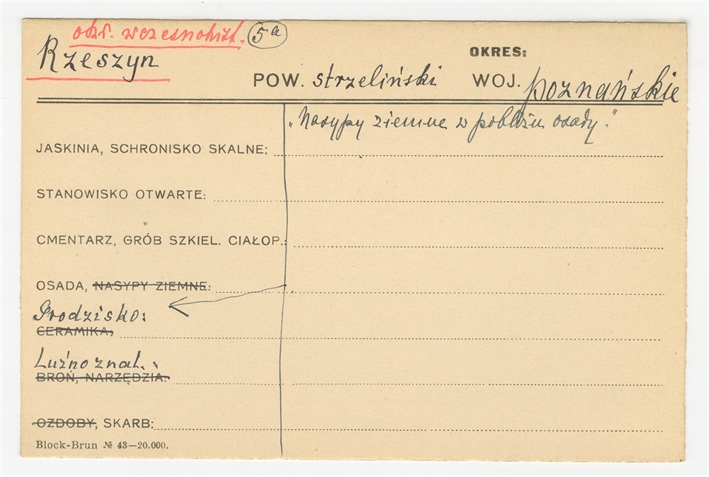 okr. wczesnohist. 5a
Rzeszyn
OKRES:
POW. strzeliński WOJ. poznańskie
„Nasypy ziemne w pobliżu osady."
JASKINIA, SCHRONISKO SKALNE:
STANOWISKO OTWARTE:
CMENTARZ, GRÓB SZKIEL. CIAŁOP.:
OSADA, NASYPY ZIEMNE:
Grodzisko:
CERAMIKA:
Luźno znal.:
BROŃ, NARZĘDZIA:
OZDOBY, SKARB:
Block-Brun № 43—20.000.